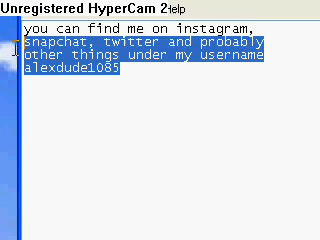 Unregistered HyperCam 2 Help
you can find me on instagram,
snapchat, twitter and probably
other things under my username
alexdude1085